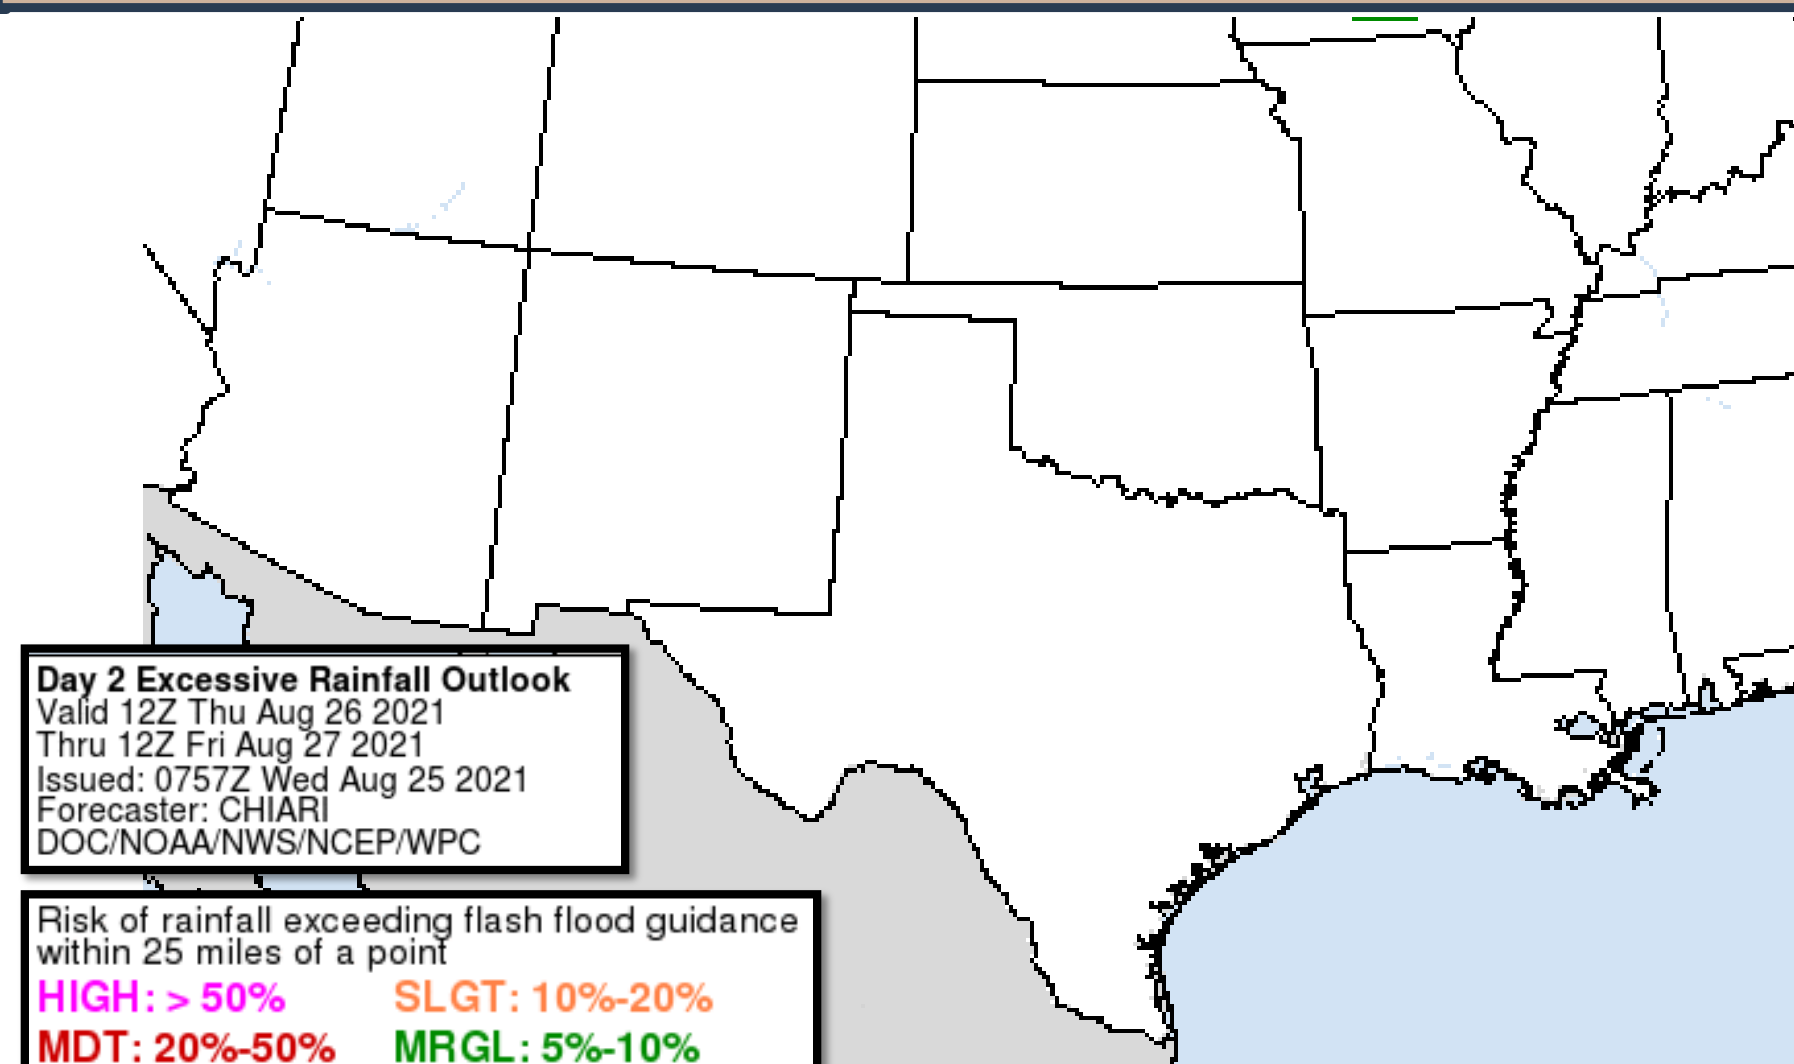 Day 2 Excessive Rainfall Outlook
Valid 12Z Thu Aug 26 2021
Thru 12Z Fri Aug 27 2021
Issued: 0757Z Wed Aug 25 2021
Forecaster: CHIARI
DOC/NOAA/NWS/NCEP/WPC
Risk of rainfall exceeding flash flood guidance
within 25 miles of a point
HIGH: > 50% SLGT: 10%-20%
MDT: 20%-50% MRGL: 5%-10%